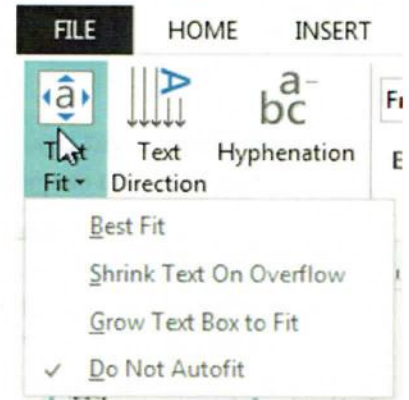 FILE HOME INSERT
a a- bc
Text Fit Text Direction Hyphenation
Best Fit
Shrink Text On Overflow
Grow Text Box to Fit
Do Not Autofit